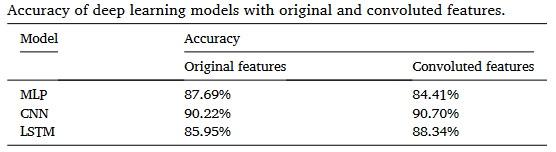 Accuracy of deep learning models with original and convoluted features.
Model Accuracy
Original features Convoluted features
MLP 87.69% 84.41%
CNN 90.22% 90.70%
LSTM 85.95% 88.34%